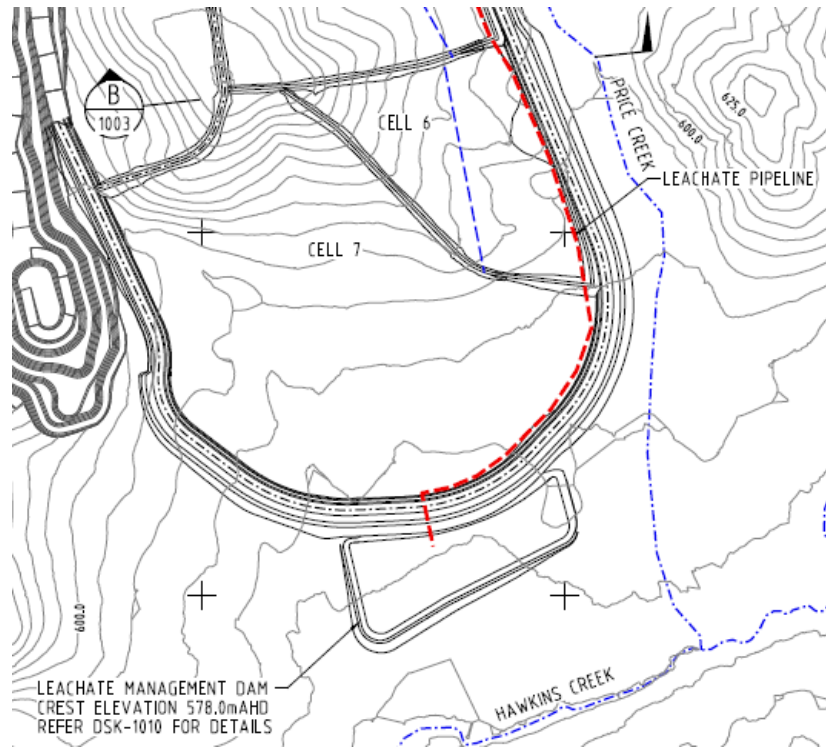 B
1003
CELL 6
PRICE CREEK
625.0
600.0
LEACHATE PIPELINE
CELL 7
600.0
LEACHATE MANAGEMENT DAM
CREST ELEVATION 578.0mAHD
REFER DSK-1010 FOR DETAILS
HAWKINS CREEK